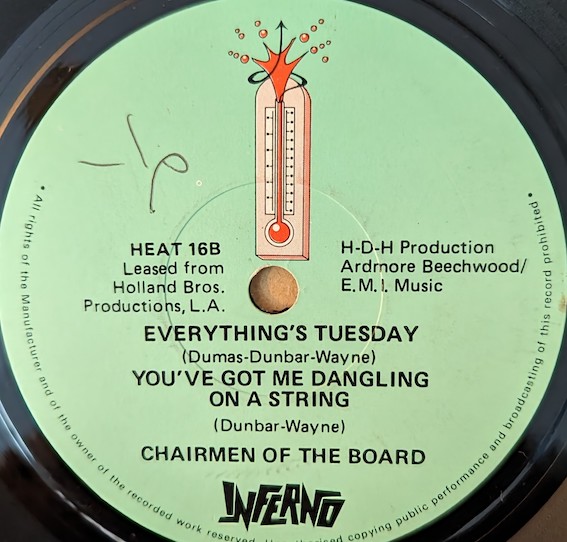 HEAT 16B
Leased from
Holland Bros.
Productions, L.A.
H-D-H Production
Ardmore Beechwood/
E.M.I. Music
EVERYTHING'S TUESDAY
(Dumas-Dunbar-Wayne)
YOU'VE GOT ME DANGLING
ON A STRING
(Dunbar-Wayne)
CHAIRMEN OF THE BOARD
INFERNO
• All rights of the Manufacturer and of the owner of the recorded work reserved. copying public performance and broadcasting of this record prohibited •